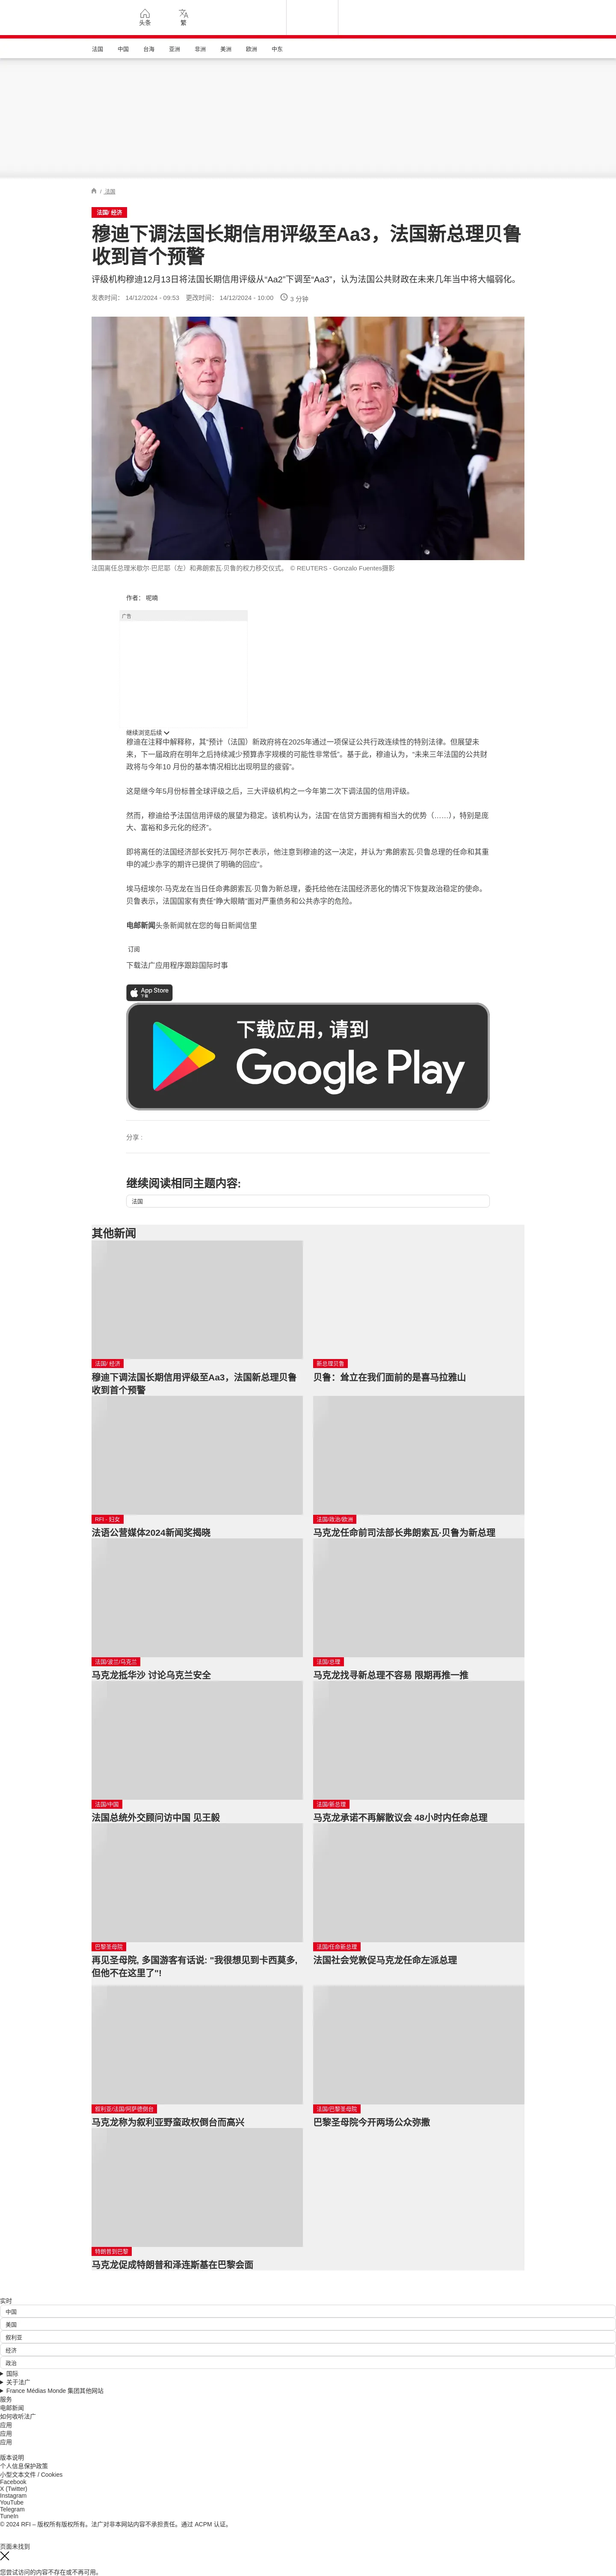 头条
繁
法国
中国
台海
亚洲
非洲
美洲
欧洲
中东
/ 法国
法国/ 经济
穆迪下调法国长期信用评级至Aa3，法国新总理贝鲁
收到首个预警
评级机构穆迪12月13日将法国长期信用评级从“Aa2”下调至“Aa3”，认为法国公共财政在未来几年当中将大幅弱化。
发表时间： 14/12/2024 - 09:53 更改时间： 14/12/2024 - 10:00 3 分钟
法国离任总理米歇尔·巴尼耶（左）和弗朗索瓦·贝鲁的权力移交仪式。 © REUTERS - Gonzalo Fuentes摄影
作者： 呢喃
广告
继续浏览后续
穆迪在注释中解释称，其“预计（法国）新政府将在2025年通过一项保证公共行政连续性的特别法律。但展望未
来，下一届政府在明年之后持续减少预算赤字规模的可能性非常低”。基于此，穆迪认为，“未来三年法国的公共财
政将与今年10 月份的基本情况相比出现明显的疲弱”。
这是继今年5月份标普全球评级之后，三大评级机构之一今年第二次下调法国的信用评级。
然而，穆迪给予法国信用评级的展望为稳定。该机构认为，法国“在信贷方面拥有相当大的优势（……），特别是庞
大、富裕和多元化的经济”。
即将离任的法国经济部长安托万·阿尔芒表示，他注意到穆迪的这一决定，并认为“弗朗索瓦·贝鲁总理的任命和其重
申的减少赤字的期许已提供了明确的回应”。
埃马纽埃尔·马克龙在当日任命弗朗索瓦·贝鲁为新总理，委托给他在法国经济恶化的情况下恢复政治稳定的使命。
贝鲁表示，法国国家有责任“睁大眼睛”面对严重债务和公共赤字的危险。
电邮新闻头条新闻就在您的每日新闻信里
订阅
下载法广应用程序跟踪国际时事
App Store
下载
下载应用，请到
Google Play
分享 :
继续阅读相同主题内容:
法国
其他新闻
法国/ 经济
穆迪下调法国长期信用评级至Aa3，法国新总理贝鲁
收到首个预警
新总理贝鲁
贝鲁：耸立在我们面前的是喜马拉雅山
RFI - 妇女
法语公营媒体2024新闻奖揭晓
法国/政治/欧洲
马克龙任命前司法部长弗朗索瓦·贝鲁为新总理
法国/波兰/乌克兰
马克龙抵华沙 讨论乌克兰安全
法国/总理
马克龙找寻新总理不容易 限期再推一推
法国/中国
法国总统外交顾问访中国 见王毅
法国/新总理
马克龙承诺不再解散议会 48小时内任命总理
巴黎圣母院
再见圣母院, 多国游客有话说: "我很想见到卡西莫多,
但他不在这里了"!
法国/任命新总理
法国社会党敦促马克龙任命左派总理
叙利亚/法国/阿萨德倒台
马克龙称为叙利亚野蛮政权倒台而高兴
法国/巴黎圣母院
巴黎圣母院今开两场公众弥撒
特朗普到巴黎
马克龙促成特朗普和泽连斯基在巴黎会面
实时
中国
美国
叙利亚
经济
政治
国际
关于法广
France Médias Monde 集团其他网站
服务
电邮新闻
如何收听法广
应用
应用
应用
版本说明
个人信息保护政策
小型文本文件 / Cookies
Facebook
X (Twitter)
Instagram
YouTube
Telegram
TuneIn
© 2024 RFI – 版权所有版权所有。法广对非本网站内容不承担责任。通过 ACPM 认证。
页面未找到
您尝试访问的内容不存在或不再可用。